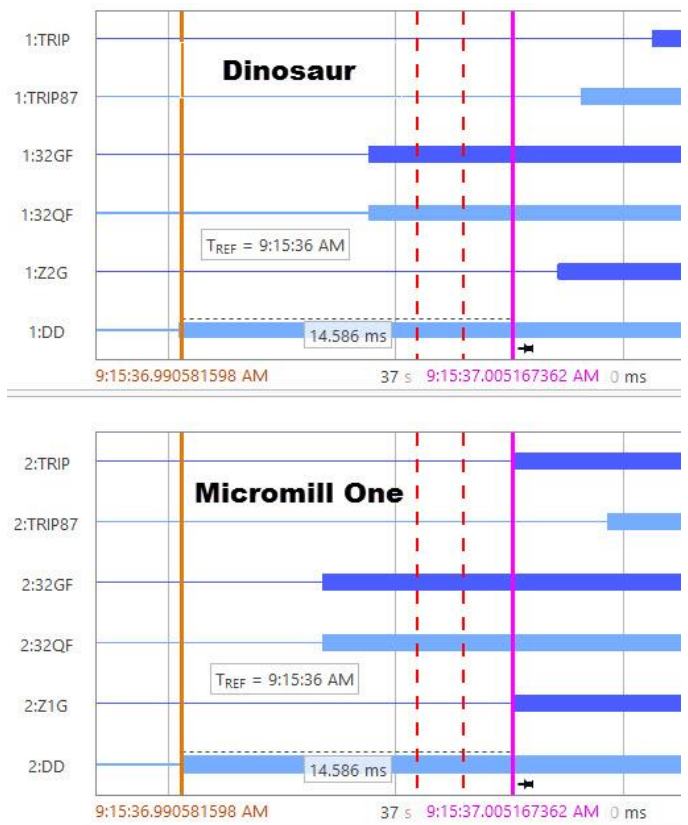 1:TRIP
Dinosaur
1:TRIP87
1:32GF
1:32QF
TREF = 9:15:36 AM
1:Z2G
1:DD
14.586 ms
9:15:36.990581598 AM 37 s 9:15:37.005167362 AM 0 ms
2:TRIP
Micromill One
2:TRIP87
2:32GF
2:32QF
TREF = 9:15:36 AM
2:Z1G
2:DD
14.586 ms
9:15:36.990581598 AM 37 s 9:15:37.005167362 AM 0 ms